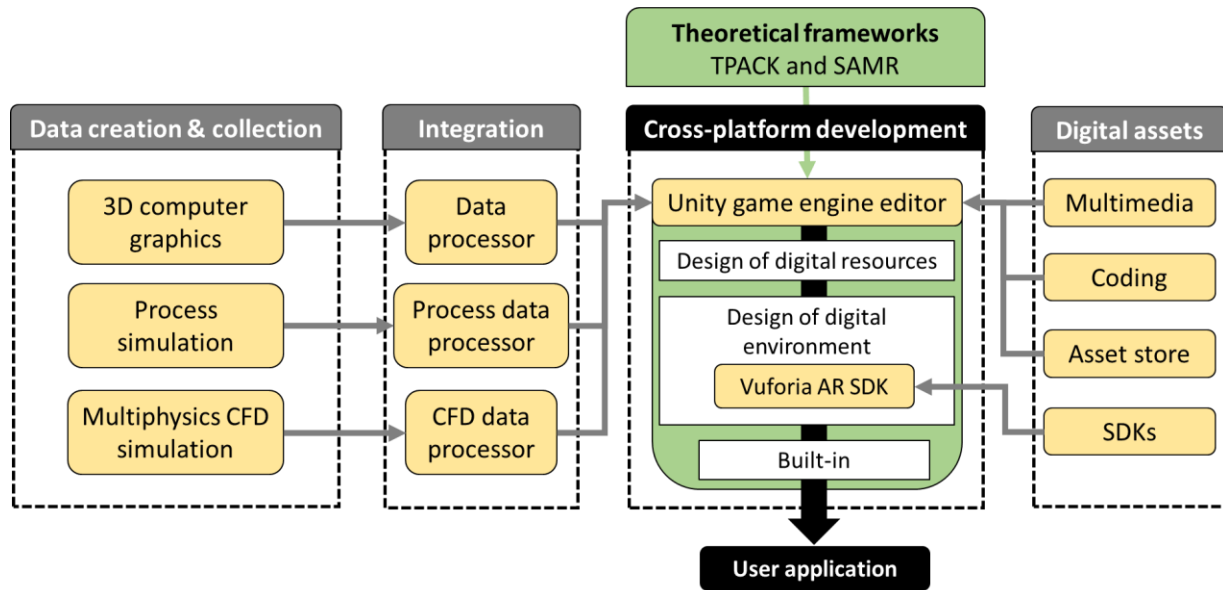 Theoretical frameworks
TPACK and SAMR
Data creation & collection
3D computer
graphics
Process
simulation
Multiphysics CFD
simulation
Integration
Data
processor
Process data
processor
CFD data
processor
Cross-platform development
Unity game engine editor
Design of digital resources
Design of digital
environment
Vuforia AR SDK
Built-in
User application
Digital assets
Multimedia
Coding
Asset store
SDKs